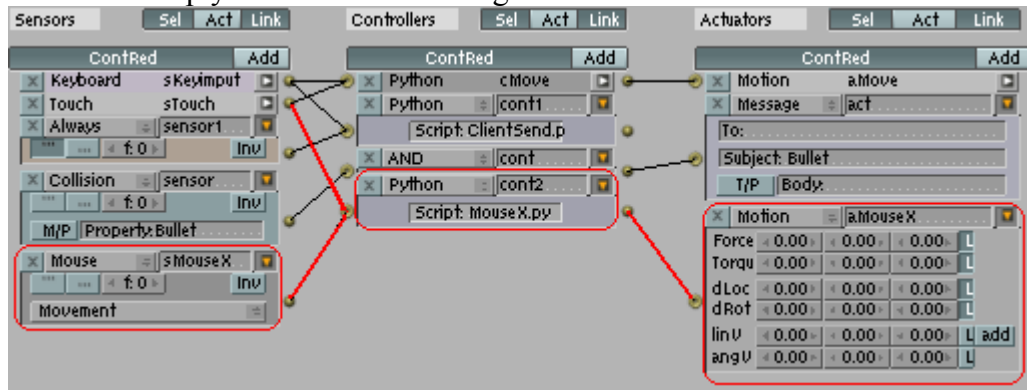 Sensors Sel Act Link Controllers Sel Act Link Actuators Sel Act Link
ContRed Add ContRed Add ContRed Add
X Keyboard sKeyimput X Python cMove X Motion aMove
X Touch sTouch X Python cont1 X Message act
X Always sensor1 Script: ClientSend.p To:
f: 0 Inv X AND cont Subject: Bullet
X Collision sensor X Python cont2 T/P Body:
f: 0 Inv Script: MouseX.py X Motion aMouseX
M/P Property: Bullet Force 0.00 0.00 0.00 L
X Mouse sMouseX Torqu 0.00 0.00 0.00 L
f: 0 Inv dLoc 0.00 0.00 0.00 L
Movement dRot 0.00 0.00 0.00 L
linV 0.00 0.00 0.00 L add
angV 0.00 0.00 0.00 L